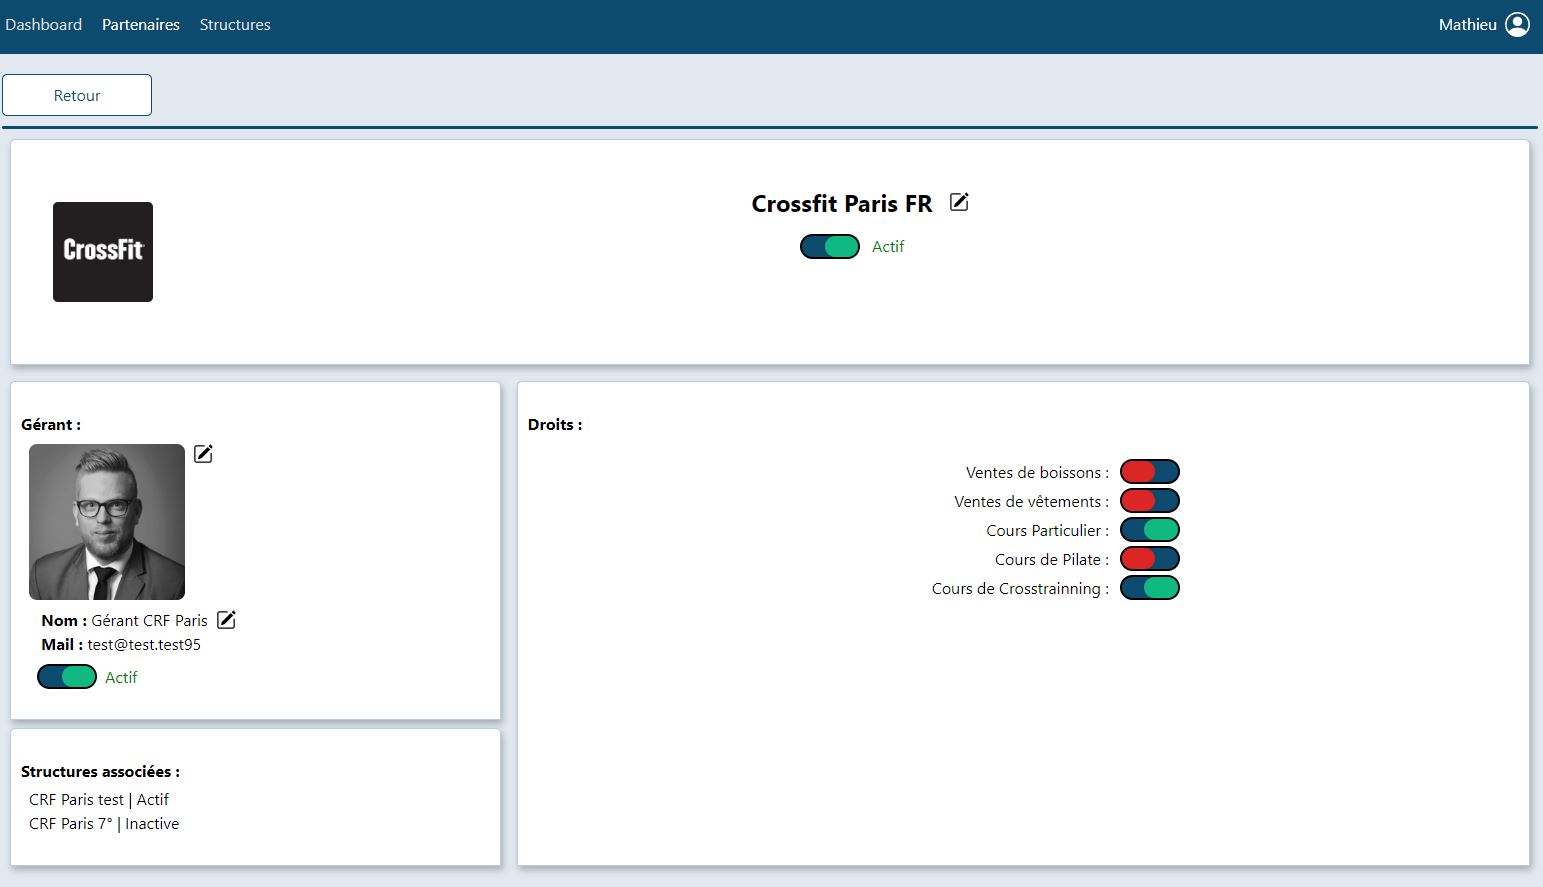 Dashboard Partenaires Structures Mathieu
Retour
CrossFit
Crossfit Paris FR
Actif
Gérant :
Nom : Gérant CRF Paris
Mail : test@test.test95
Actif
Structures associées :
CRF Paris test | Actif
CRF Paris 7° | Inactive
Droits :
Ventes de boissons :
Ventes de vêtements :
Cours Particulier :
Cours de Pilate :
Cours de Crosstrainning :